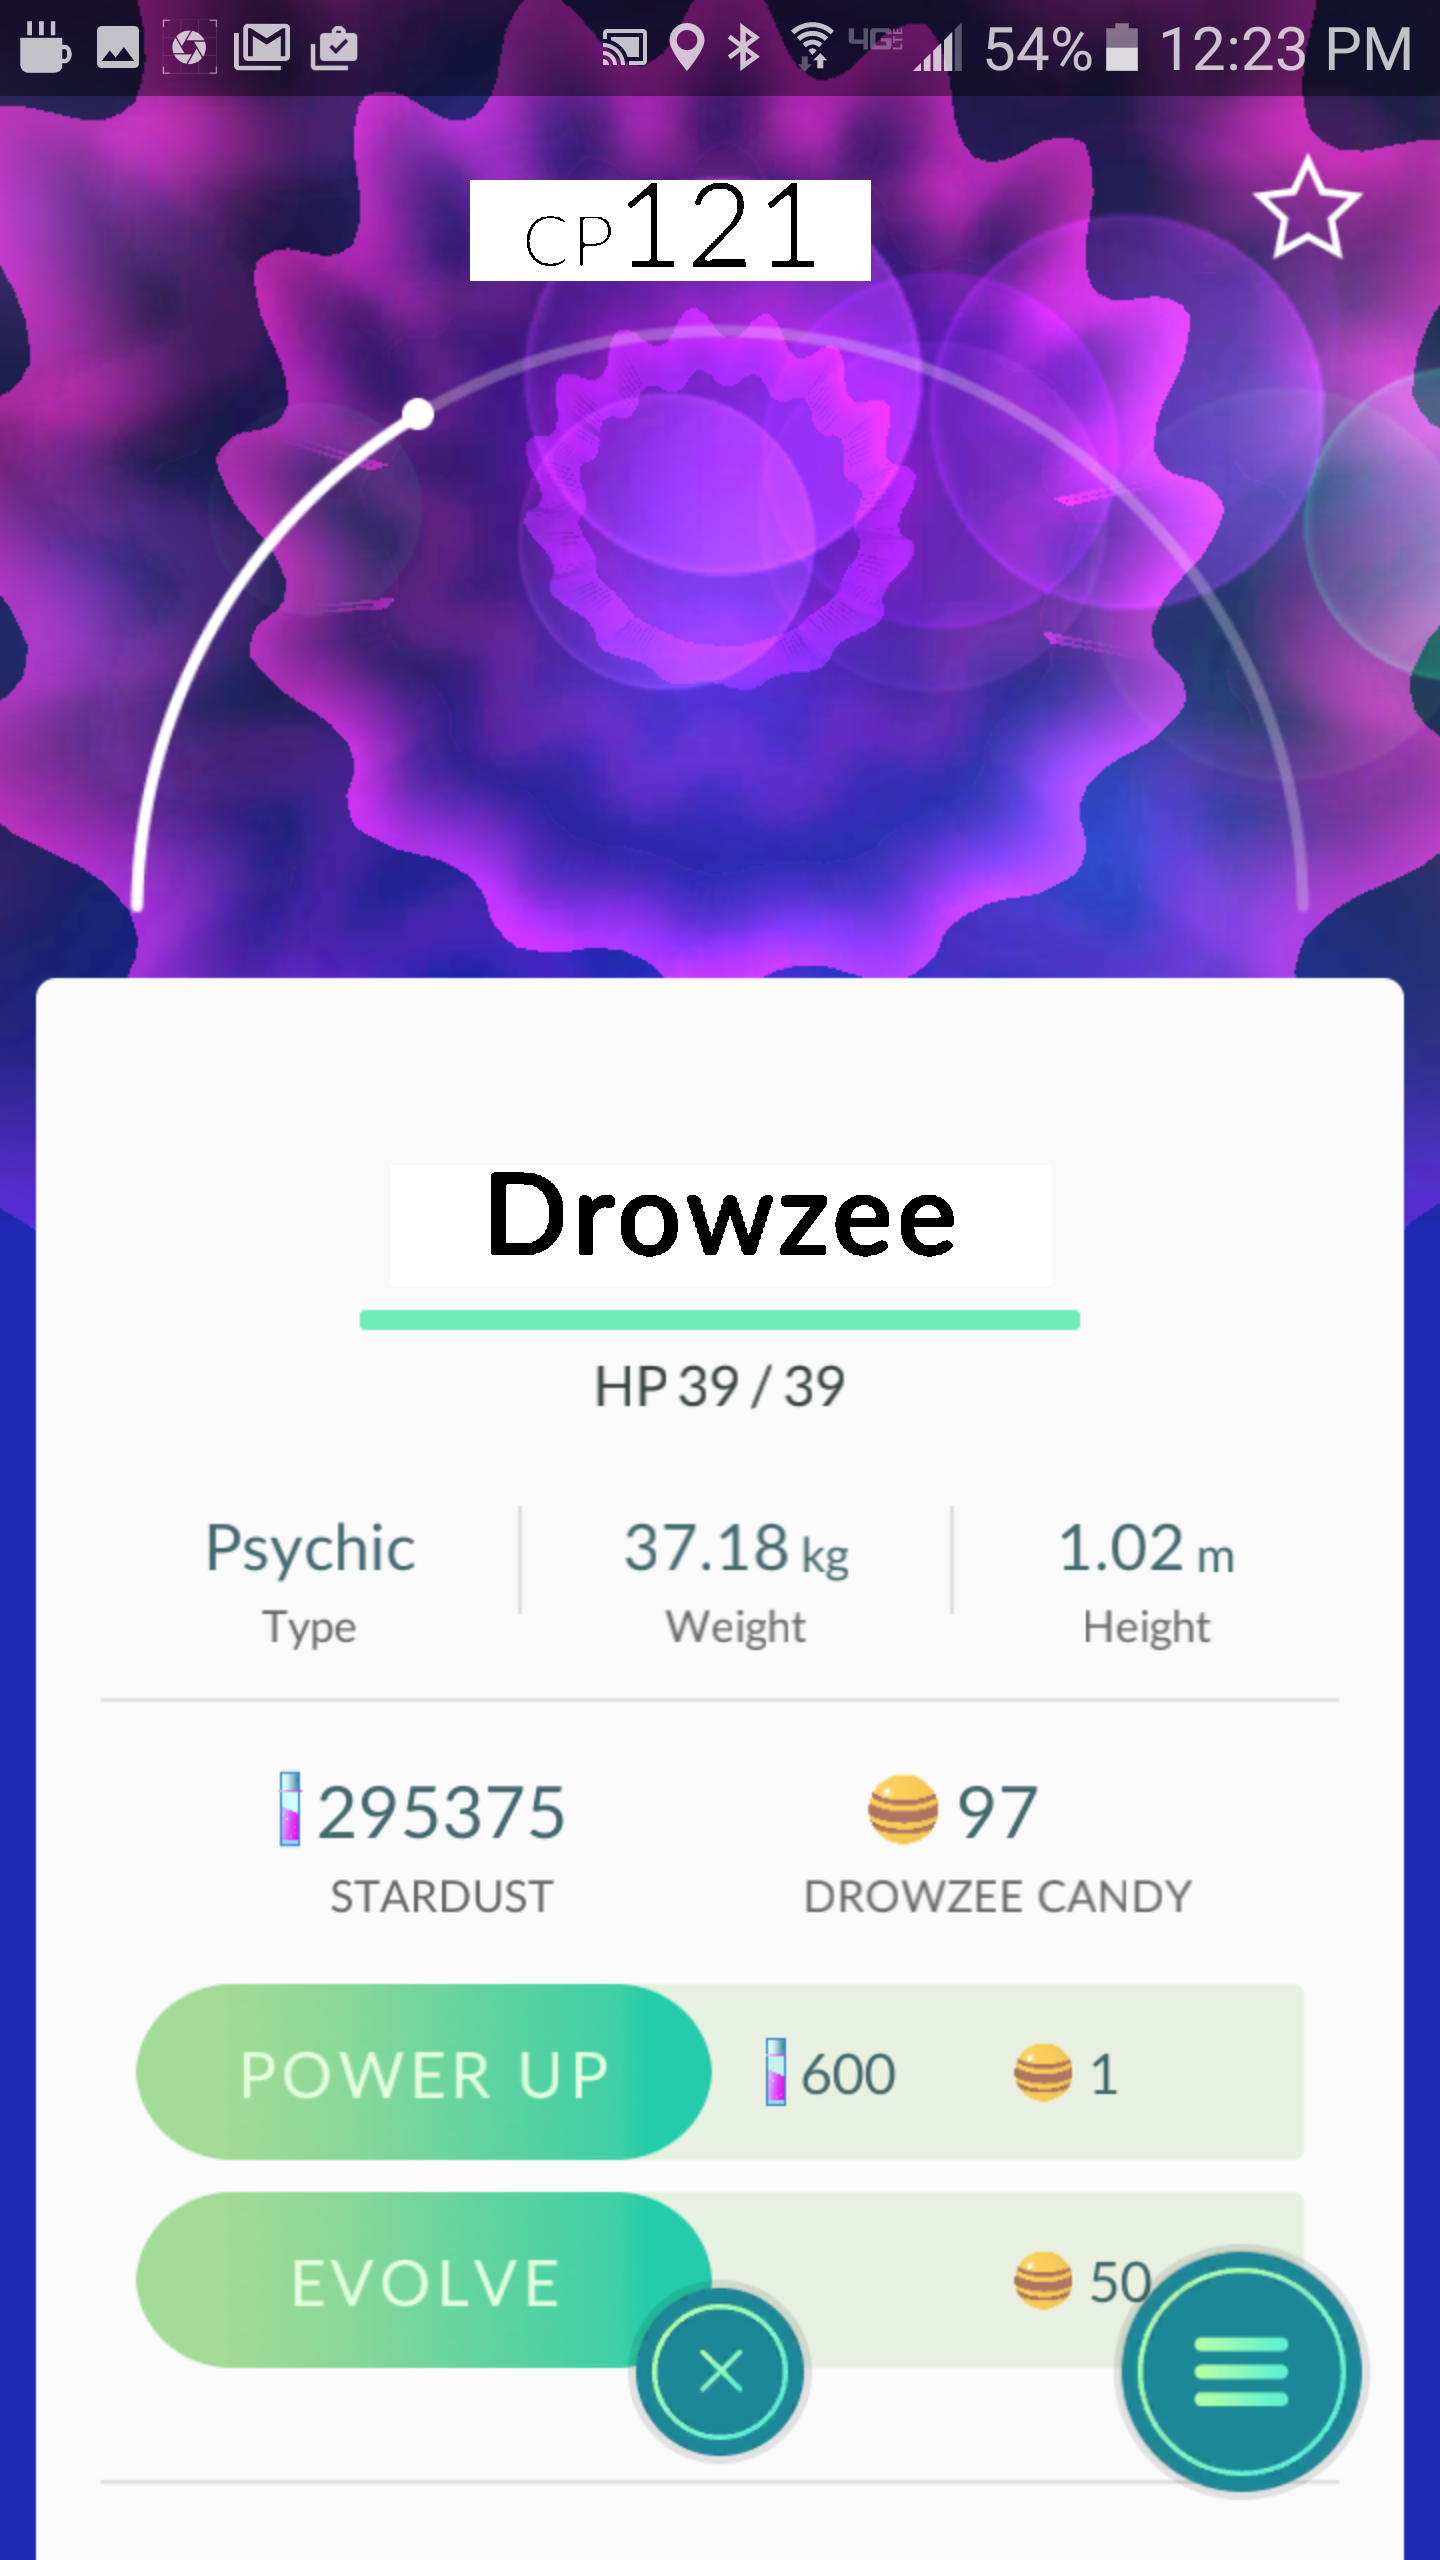 4G LTE 54% 12:23 PM
CP121
Drowzee
HP 39 / 39
Psychic 37.18 kg 1.02 m
Type Weight Height
295375 97
STARDUST DROWZEE CANDY
POWER UP 600 1
EVOLVE 50